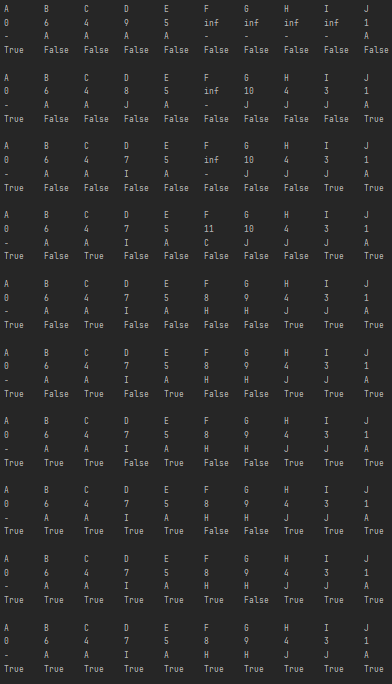 A B C D E F G H I J
0 6 4 9 5 inf inf inf inf 1
- A A A A - - - - A
True False False False False False False False False False

A B C D E F G H I J
0 6 4 8 5 inf 10 4 3 1
- A A J A - J J J A
True False False False False False False False False True

A B C D E F G H I J
0 6 4 7 5 inf 10 4 3 1
- A A I A - J J J A
True False False False False False False False True True

A B C D E F G H I J
0 6 4 7 5 11 10 4 3 1
- A A I A C J J J A
True False True False False False False False True True

A B C D E F G H I J
0 6 4 7 5 8 9 4 3 1
- A A I A H H J J A
True False True False False False False True True True

A B C D E F G H I J
0 6 4 7 5 8 9 4 3 1
- A A I A H H J J A
True False True False True False False True True True

A B C D E F G H I J
0 6 4 7 5 8 9 4 3 1
- A A I A H H J J A
True True True False True False False True True True

A B C D E F G H I J
0 6 4 7 5 8 9 4 3 1
- A A I A H H J J A
True True True True True False False True True True

A B C D E F G H I J
0 6 4 7 5 8 9 4 3 1
- A A I A H H J J A
True True True True True True False True True True

A B C D E F G H I J
0 6 4 7 5 8 9 4 3 1
- A A I A H H J J A
True True True True True True True True True True